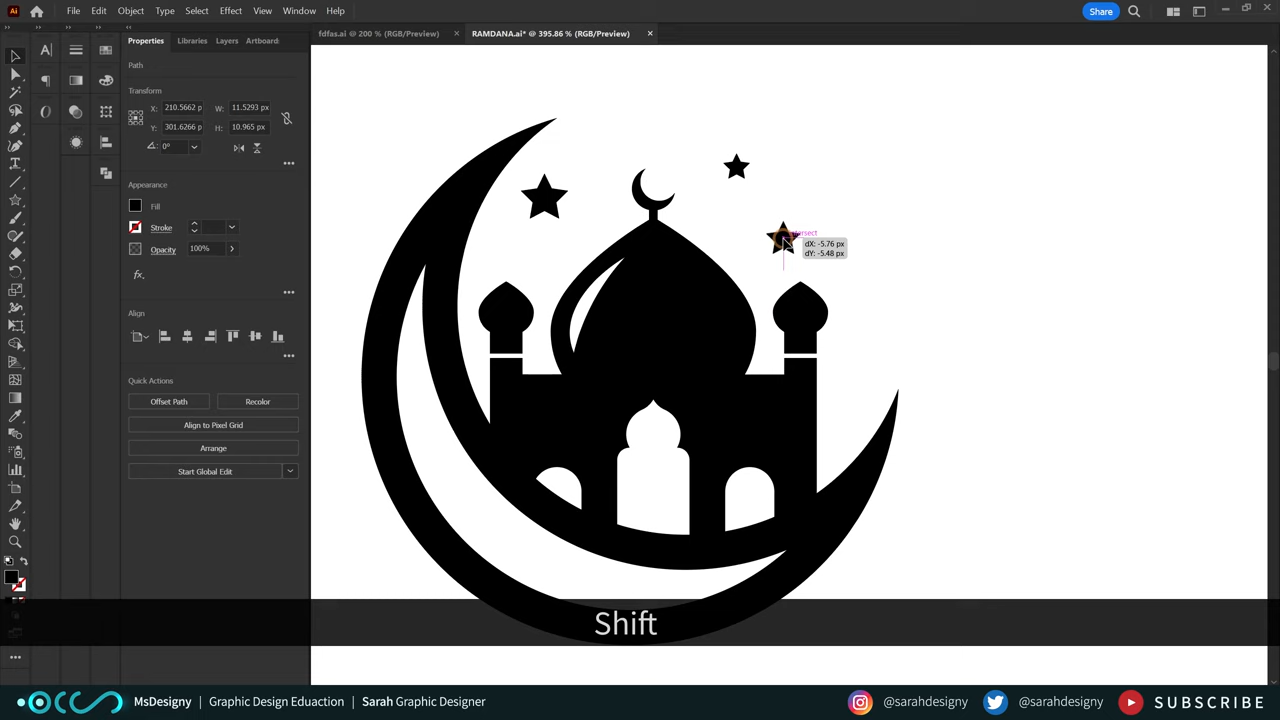 Ai File Edit Object Type Select Effect View Window Help Share
Properties Libraries Layers Artboard:
fdfas.ai @ 200 % (RGB/Preview)
RAMDANA.ai* @ 395.86 % (RGB/Preview)
Path
Transform
X: 210.5662 p W: 11.5293 px
Y: 301.6266 p H: 10.965 px
0°
Appearance
Fill
Stroke
Opacity 100%
fx.
Align
Quick Actions
Offset Path Recolor
Align to Pixel Grid
Arrange
Start Global Edit
dX: -5.76 px
dY: -5.48 px
Shift
MsDesigny | Graphic Design Eduaction | Sarah Graphic Designer
@sarahdesigny @sarahdesigny SUBSCRIBE